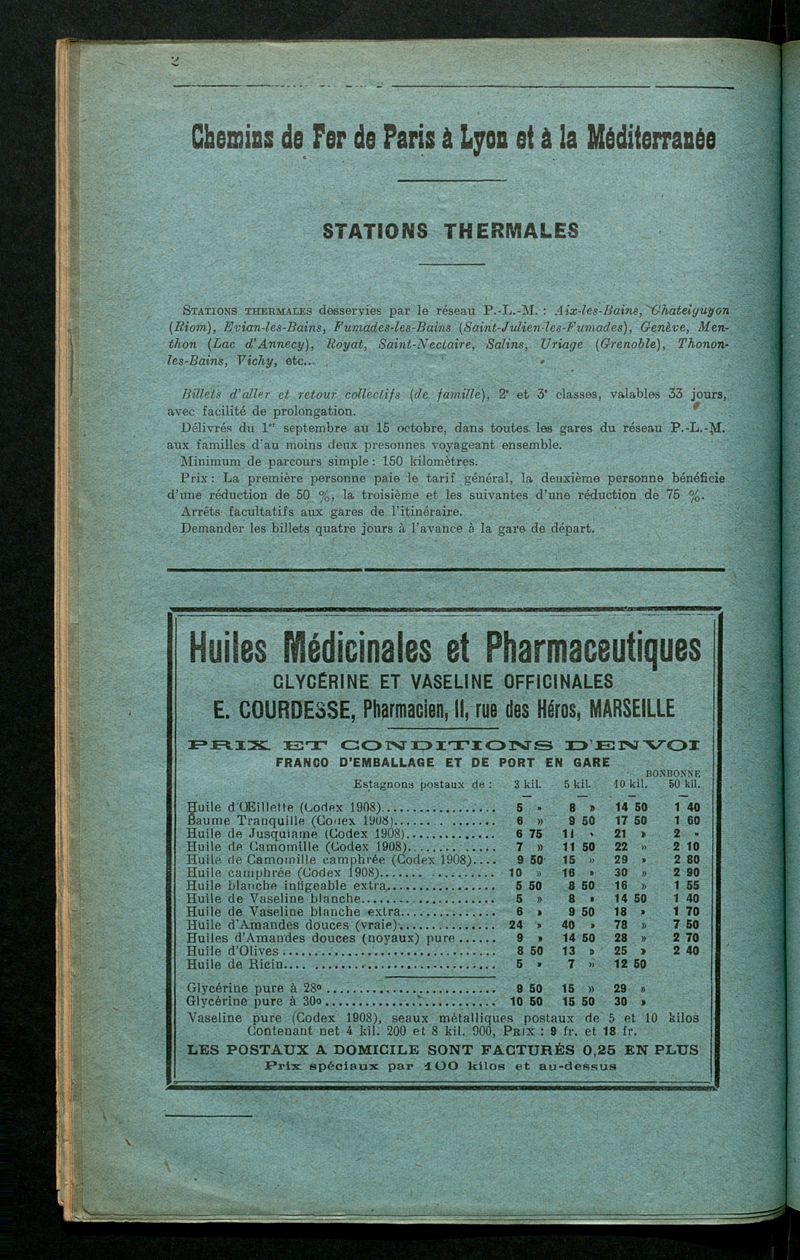 2
Chemins de Fer de Paris à Lyon et à la Méditerranée
STATIONS THERMALES
STATIONS THERMALES desservies par le réseau P.-L.-M. : Aix-les-Bains, Chateiguyon
(Riom), Evian-les-Bains, Fumades-les-Bains (Saint-Julien-les-Fumades), Genève, Men-
thon (Lac d'Annecy), Royat, Saint-Nectaire, Salins, Uriage (Grenoble), Thonon-
les-Bains, Vichy, etc...
Billets d'aller et retour collectifs (de famille), 2e et 3e classes, valables 33 jours,
avec facilité de prolongation.
Délivrés du 1er septembre au 15 octobre, dans toutes les gares du réseau P.-L.-M.
aux familles d'au moins deux presonnes voyageant ensemble.
Minimum de parcours simple : 150 kilomètres.
Prix : La première personne paie le tarif général, la deuxième personne bénéficie
d'une réduction de 50 %, la troisième et les suivantes d'une réduction de 75 %.
Arrêts facultatifs aux gares de l'itinéraire.
Demander les billets quatre jours à l'avance à la gare de départ.
Huiles Médicinales et Pharmaceutiques
GLYCÉRINE ET VASELINE OFFICINALES
E. COURDESSE, Pharmacien, 11, rue des Héros, MARSEILLE
PRIX ET CONDITIONS D'ENVOI
FRANCO D'EMBALLAGE ET DE PORT EN GARE
BONBONNE
Estagnons postaux de : 3 kil. 5 kil. 10 kil. 50 kil.
Huile d'Œillette (Codex 1908)................ 5 » 8 » 14 50 1 40
Baume Tranquille (Codex 1908)................ 6 » 9 50 17 50 1 60
Huile de Jusquiame (Codex 1908)................ 6 75 11 » 21 » 2 »
Huile de Camomille (Codex 1908)................ 7 » 11 50 22 » 2 10
Huile de Camomille camphrée (Codex 1908).... 9 50 15 » 29 » 2 80
Huile camphrée (Codex 1908)................ 10 » 16 » 30 » 2 90
Huile blanche infigeable extra................ 5 50 8 50 16 » 1 55
Huile de Vaseline blanche................ 5 » 8 » 14 50 1 40
Huile de Vaseline blanche extra................ 6 » 9 50 18 » 1 70
Huile d'Amandes douces (vraie)................ 24 » 40 » 78 » 7 50
Huiles d'Amandes douces (noyaux) pure...... 9 » 14 50 28 » 2 70
Huile d'Olives................ 8 50 13 » 25 » 2 40
Huile de Ricin................ 5 » 7 » 12 50
Glycérine pure à 28o................ 9 50 15 » 29 »
Glycérine pure à 30o................ 10 50 15 50 30 »
Vaseline pure (Codex 1908), seaux métalliques postaux de 5 et 10 kilos
Contenant net 4 kil. 200 et 8 kil. 900, PRIX : 9 fr. et 18 fr.
LES POSTAUX A DOMICILE SONT FACTURÉS 0,25 EN PLUS
Prix spéciaux par 100 kilos et au-dessus